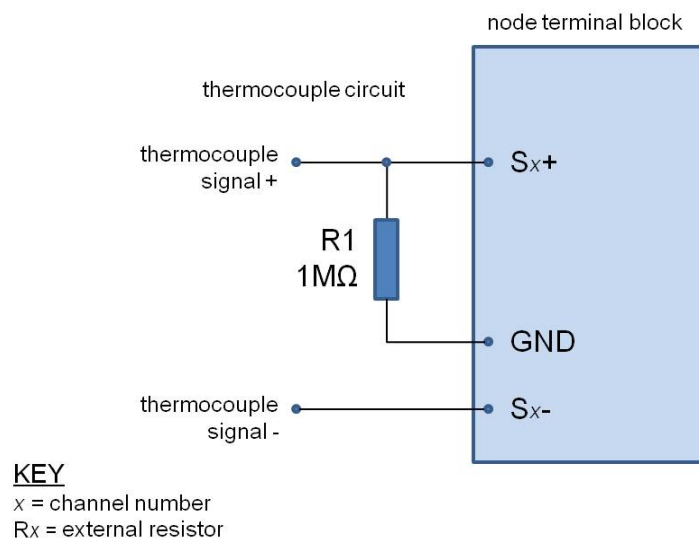 node terminal block
thermocouple circuit
thermocouple
signal +
Sx+
R1
1MΩ
GND
thermocouple
signal -
Sx-
KEY
x = channel number
Rx = external resistor